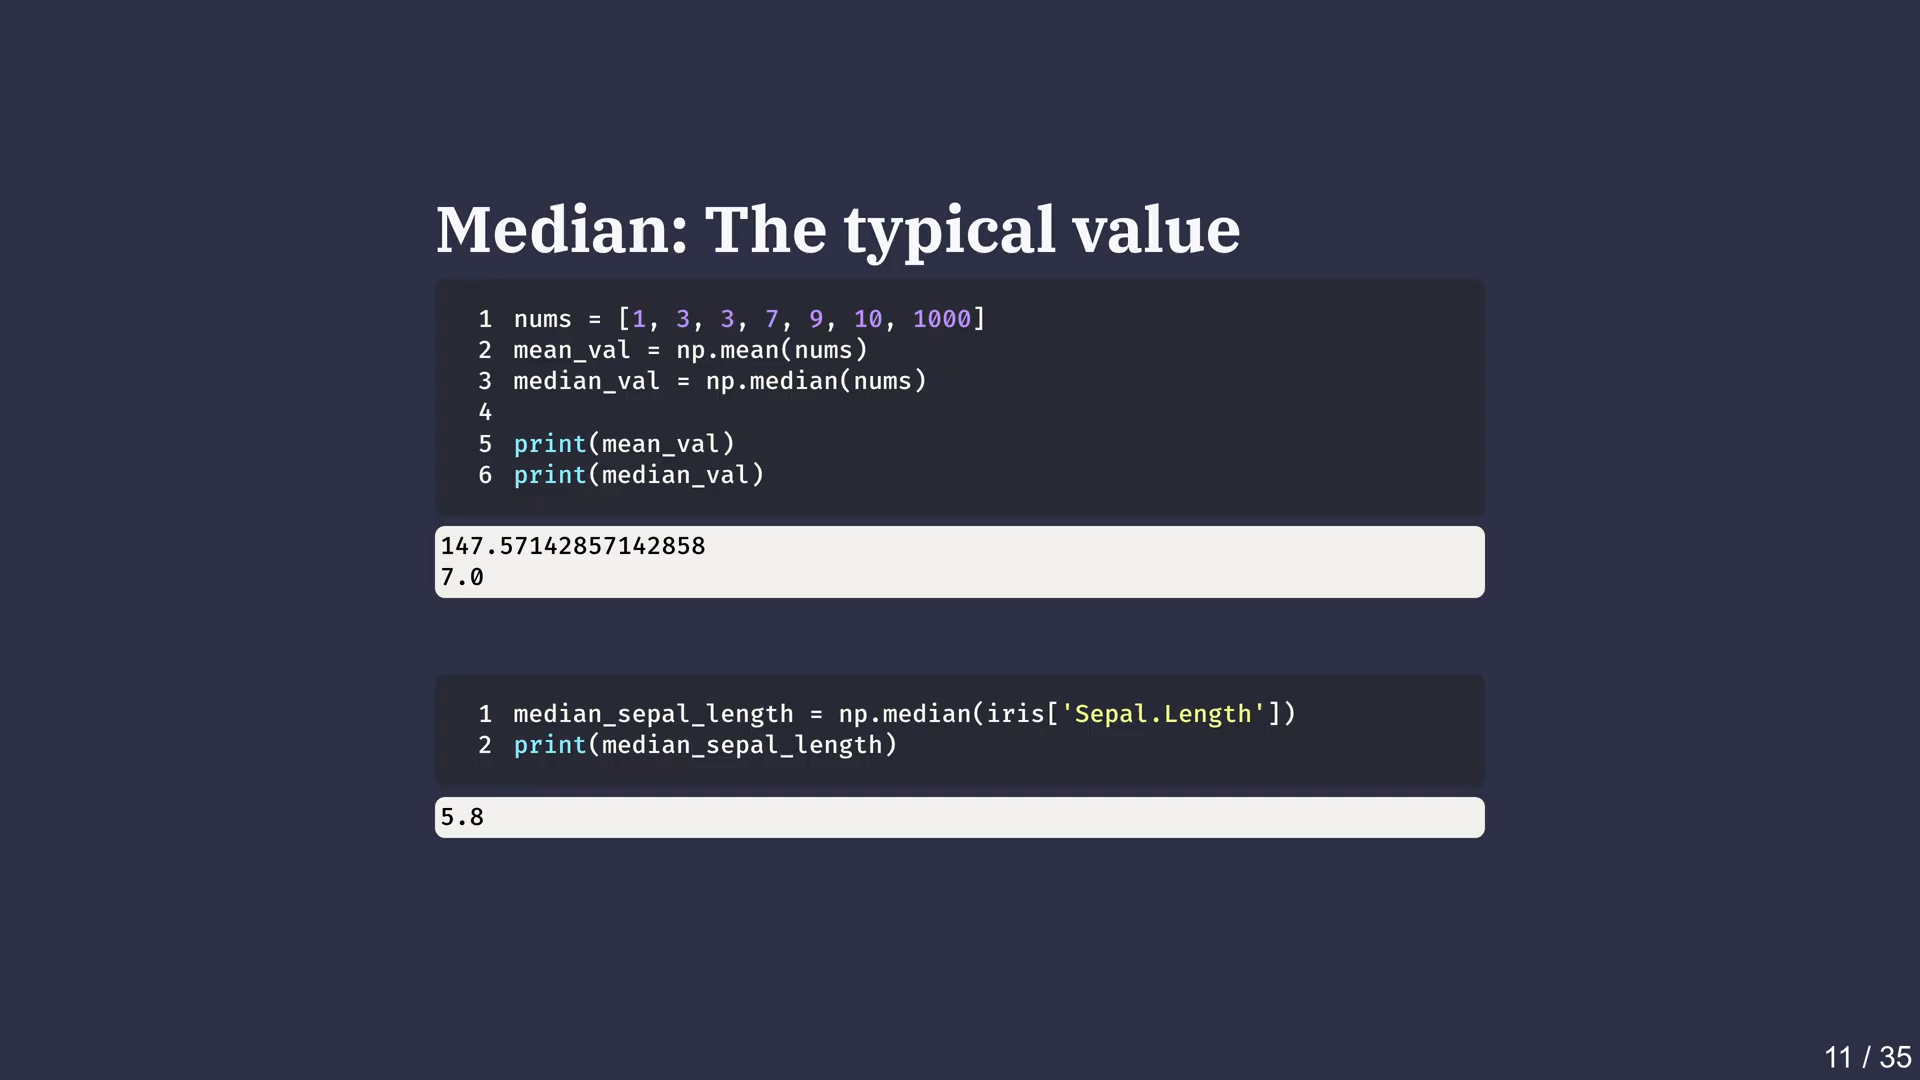 Median: The typical value
1 nums = [1, 3, 3, 7, 9, 10, 1000]
2 mean_val = np.mean(nums)
3 median_val = np.median(nums)
4
5 print(mean_val)
6 print(median_val)
147.57142857142858
7.0
1 median_sepal_length = np.median(iris['Sepal.Length'])
2 print(median_sepal_length)
5.8
11 / 35